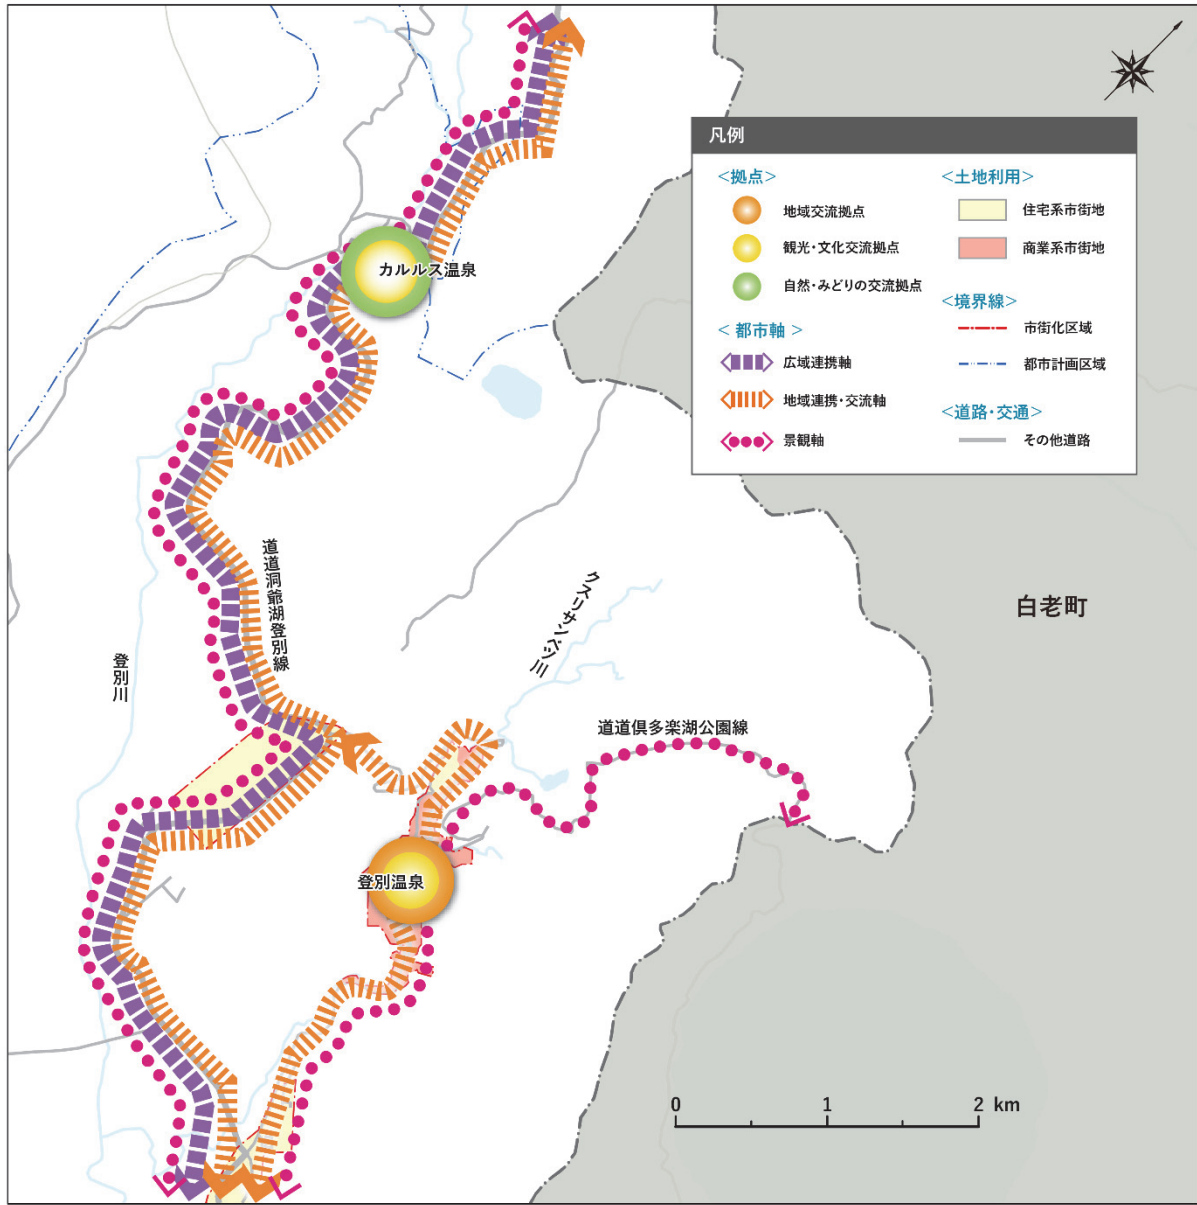 凡例
<拠点>
地域交流拠点
観光・文化交流拠点
自然・みどりの交流拠点
<都市軸>
広域連携軸
地域連携・交流軸
景観軸
<土地利用>
住宅系市街地
商業系市街地
<境界線>
市街化区域
都市計画区域
<道路・交通>
その他道路
カルルス温泉
道道洞爺湖登別線
クスリサンベツ川
白老町
登別川
道道倶多楽湖公園線
登別温泉
0 1 2 km